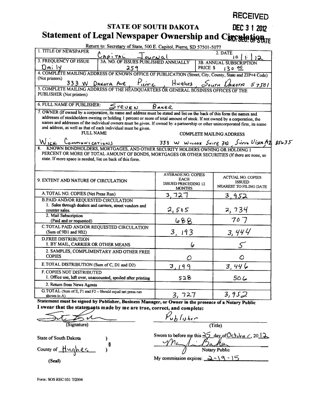 RECEIVED
DEC 31 2012
STATE OF SOUTH DAKOTA
Statement of Legal Newspaper Ownership and Circulation
Return to: Secretary of State, 500 E. Capitol, Pierre, SD 57501-5077
1. TITLE OF NEWSPAPER
Capital Journal
2. DATE
10/1/12
3. FREQUENCY OF ISSUE
Daily
3A. NO. OF ISSUES PUBLISHED ANNUALLY
259
3B. ANNUAL SUBSCRIPTION
PRICE $
4. COMPLETE MAILING ADDRESS OF KNOWN OFFICE OF PUBLICATION (Street, City, County, State and ZIP+4 Code)
(Not printers)
333 W Dakota Ave Pierre Hughes South Dakota 57501
5. COMPLETE MAILING ADDRESS OF THE HEADQUARTERS OR GENERAL BUSINESS OFFICES OF THE
PUBLISHER (Not printers)
6. FULL NAME OF PUBLISHER:
Steven Baker
7. OWNER (If owned by a corporation, its name and address must be stated and list on the back of this form the names and
addresses of stockholders owning or holding 1 percent or more of total amount of stock. If not owned by a corporation, the
names and addresses of the individual owners must be given. If owned by a partnership or other unincorporated firm, its name
and address, as well as that of each individual must be given.
FULL NAME COMPLETE MAILING ADDRESS
Wick Communications 333 W Wilcox Suite 302 Sierra Vista AZ 85635
8. KNOWN BONDHOLDERS, MORTGAGEES, AND OTHER SECURITY HOLDERS OWNING OR HOLDING 1
PERCENT OR MORE OF TOTAL AMOUNT OF BONDS, MORTGAGES OR OTHER SECURITIES (If there are none, so
state. If more space is needed, list on back of this form.
9. EXTENT AND NATURE OF CIRCULATION
AVERAGE NO. COPIES
EACH
ISSUED PRECEDING 12
MONTHS
ACTUAL NO. COPIES
ISSUED
NEAREST TO FILING DATE
A. TOTAL NO. COPIES (Net Press Run) 3,727 3,952
B. PAID AND/OR REQUESTED CIRCULATION
1. Sales through dealers and carriers, street vendors and
counter sales. 2,505 2,734
2. Mail Subscription
(Paid and or requested) 688 707
C. TOTAL PAID AND/OR REQUESTED CIRCULATION
(Sum of 9B1 and 9B2) 3,193 3,444
D. FREE DISTRIBUTION
1. BY MAIL, CARRIER OR OTHER MEANS 6 5
2. SAMPLES, COMPLIMENTARY AND OTHER FREE
COPIES 0 0
E. TOTAL DISTRIBUTION (Sum of C, D1 and D2) 3,199 3,446
F. COPIES NOT DISTRIBUTED
1. Office use, left over, unaccounted, spoiled after printing 528 506
2. Return from News Agents
G. TOTAL (Sum of E, F1 and F2 – Should equal net press run
shown in A) 3,727 3,952
Statement must be signed by Publisher, Business Manager, or Owner in the presence of a Notary Public
I swear that the statements made by me are true, correct, and complete:
Publisher
(Signature) (Title)
State of South Dakota )
§
County of Hughes )
(Seal)
Sworn to before me this 25 day of October, 2012
Notary Public
My commission expires: 2-19-15
Form: SOS REC 051 7/2006